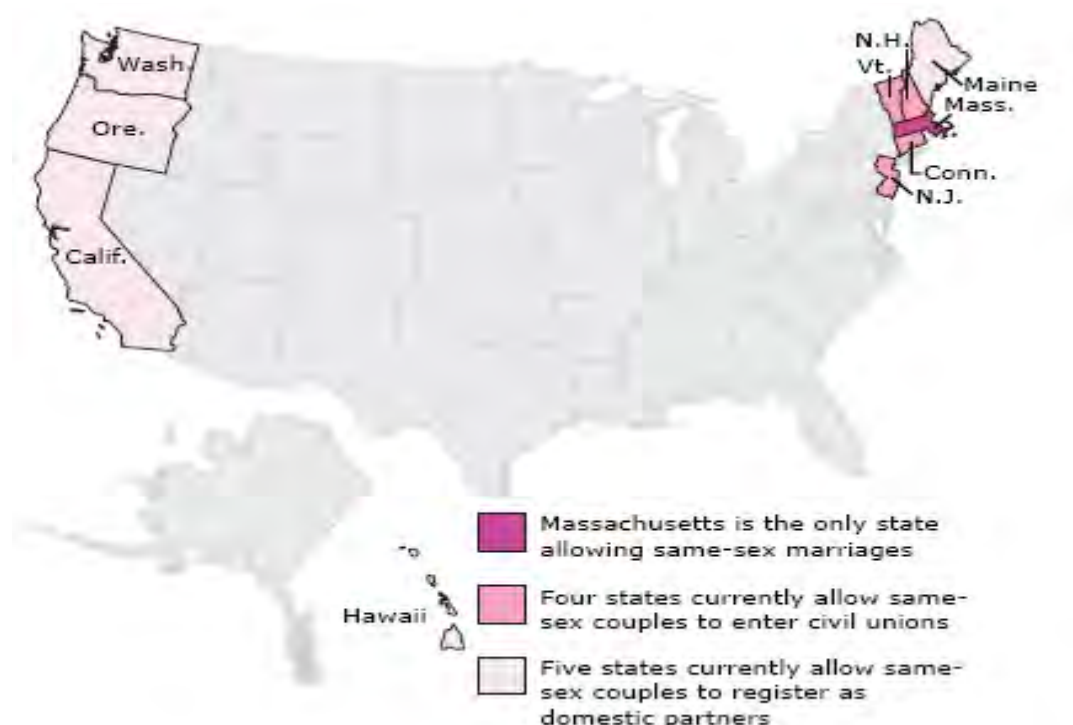 N.H.
Vt.
Wash.
Maine
Mass.
Ore.
Conn.
N.J.
Calif.
Massachusetts is the only state
allowing same-sex marriages
Four states currently allow same-
sex couples to enter civil unions
Hawaii
Five states currently allow same-
sex couples to register as
domestic partners